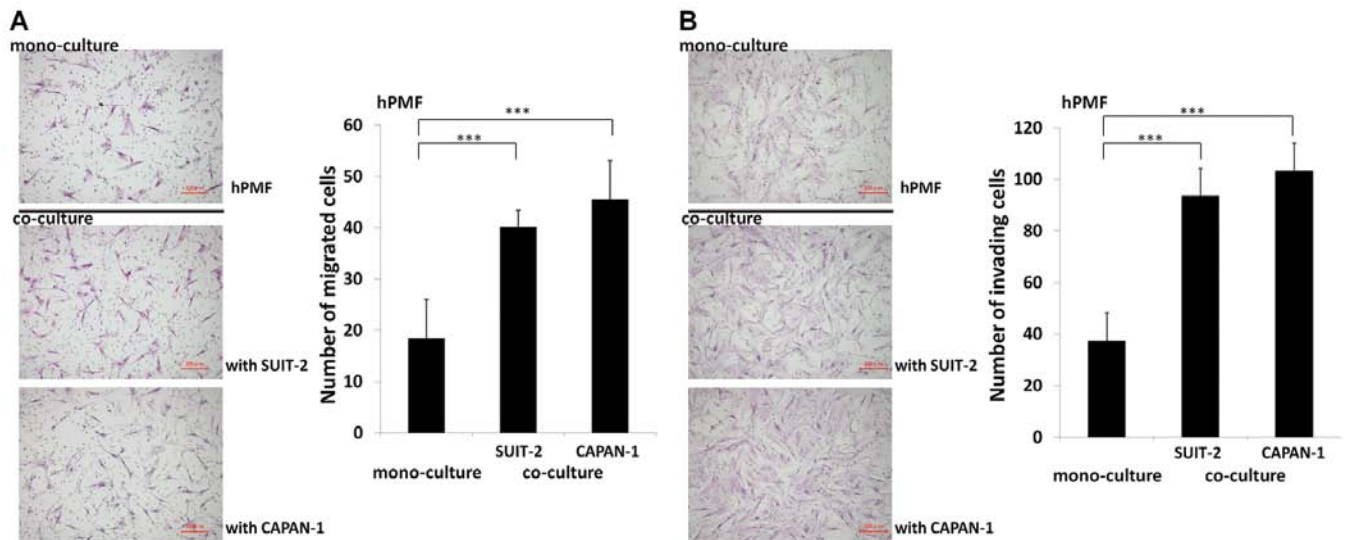 A
mono-culture
hPMF
co-culture
with SUIT-2
with CAPAN-1
hPMF
***
***
Number of migrated cells
60
50
40
30
20
10
0
SUIT-2 CAPAN-1
mono-culture co-culture
B
mono-culture
hPMF
co-culture
with SUIT-2
with CAPAN-1
hPMF
***
***
Number of invading cells
120
100
80
60
40
20
0
SUIT-2 CAPAN-1
mono-culture co-culture